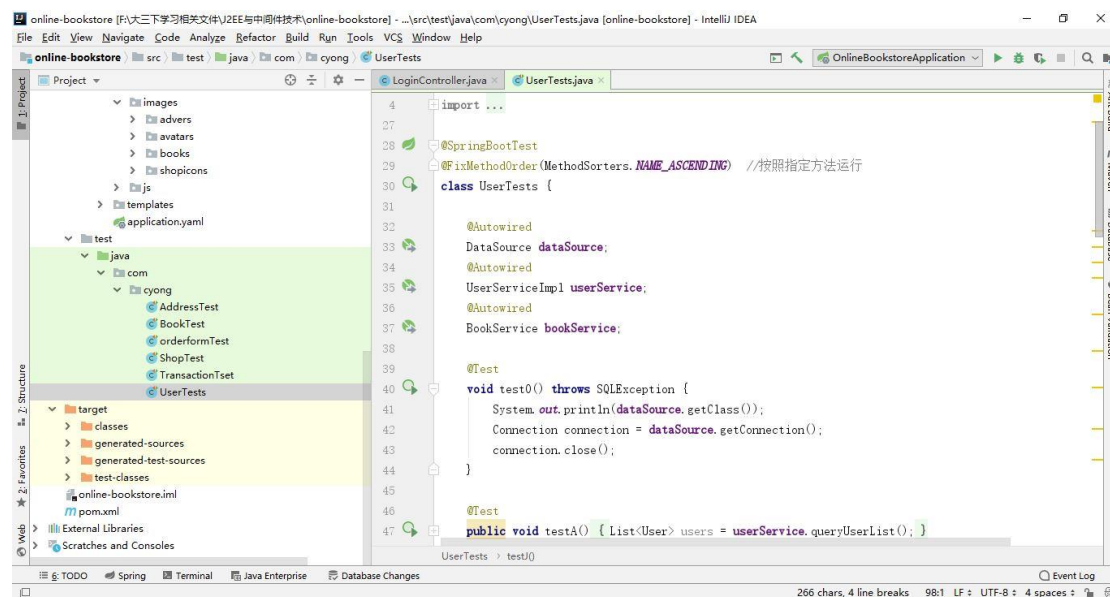 online-bookstore [F:\大三下学习相关文件\J2EE与中间件技术\online-bookstore] - ...\src\test\java\com\cyong\UserTests.java [online-bookstore] - IntelliJ IDEA
File Edit View Navigate Code Analyze Refactor Build Run Tools VCS Window Help
online-bookstore src test java com cyong UserTests
OnlineBookstoreApplication
Project
LoginController.java
UserTests.java
1: Project
images
advers
avatars
books
shopicons
js
templates
application.yaml
test
java
com
cyong
AddressTest
BookTest
orderformTest
ShopTest
TransactionTset
UserTests
target
classes
generated-sources
generated-test-sources
test-classes
online-bookstore.iml
pom.xml
External Libraries
Scratches and Consoles
Z: Structure
2: Favorites
Web
4 import ...
27
28 @SpringBootTest
29 @FixMethodOrder(MethodSorters.NAME_ASCENDING) //按照指定方法运行
30 class UserTests {
31
32 @Autowired
33 DataSource dataSource;
34 @Autowired
35 UserServiceImpl userService;
36 @Autowired
37 BookService bookService;
38
39 @Test
40 void test0() throws SQLException {
41 System.out.println(dataSource.getClass());
42 Connection connection = dataSource.getConnection();
43 connection.close();
44 }
45
46 @Test
47 public void testA() { List<User> users = userService.queryUserList(); }
UserTests > testJ()
6: TODO Spring Terminal Java Enterprise Database Changes
Event Log
266 chars, 4 line breaks 98:1 LF UTF-8 4 spaces